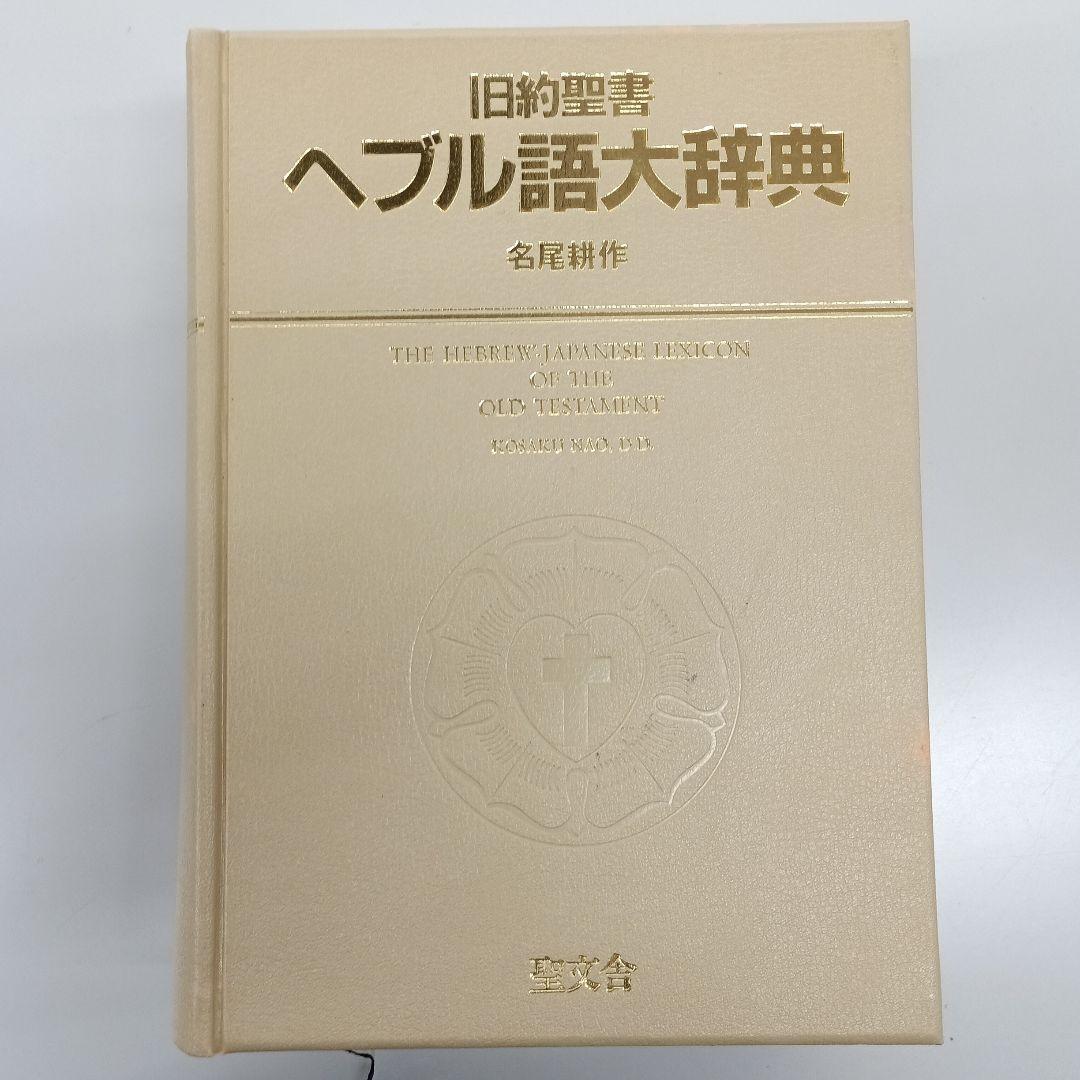 旧約聖書
ヘブル語大辞典
名尾耕作
THE HEBREW-JAPANESE LEXICON
OF THE
OLD TESTAMENT
KOSAKU NAO, D.D.
聖文舎